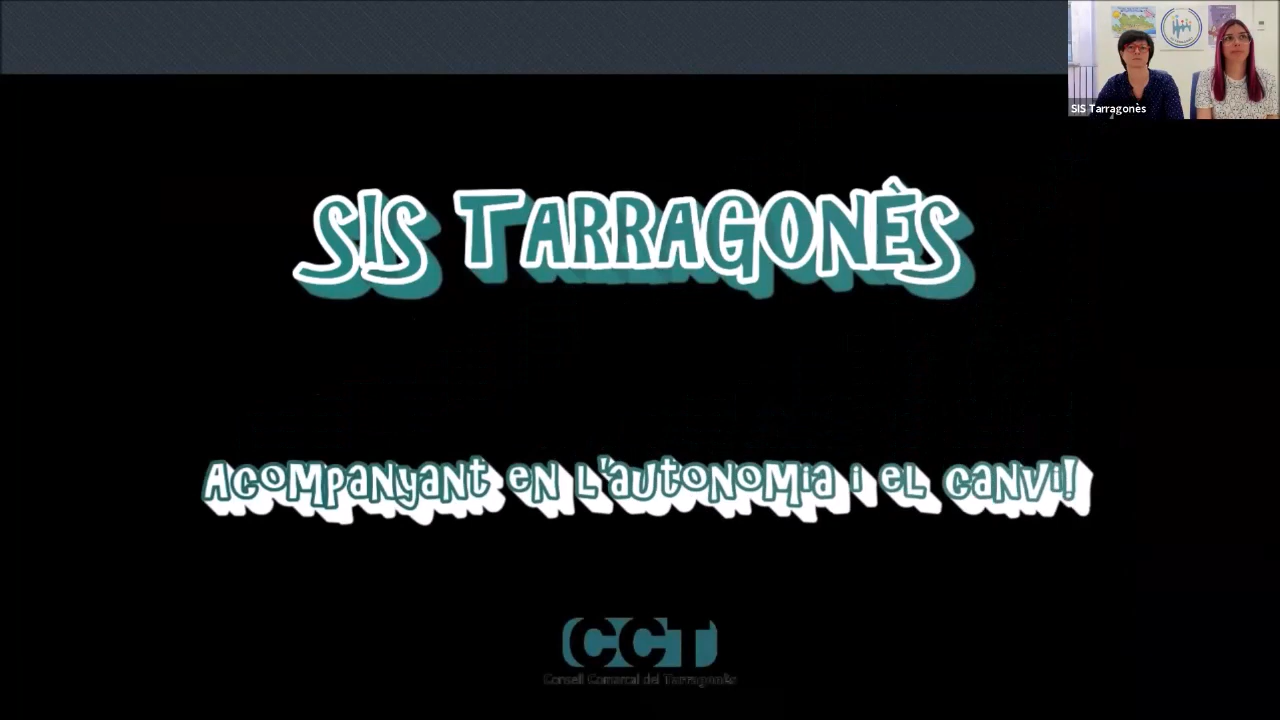 SIS Tarragonès
SIS TARRAGONÈS
Acompanyant en l'autonomia i el canvi!
CCT
Consell Comarcal del Tarragonès